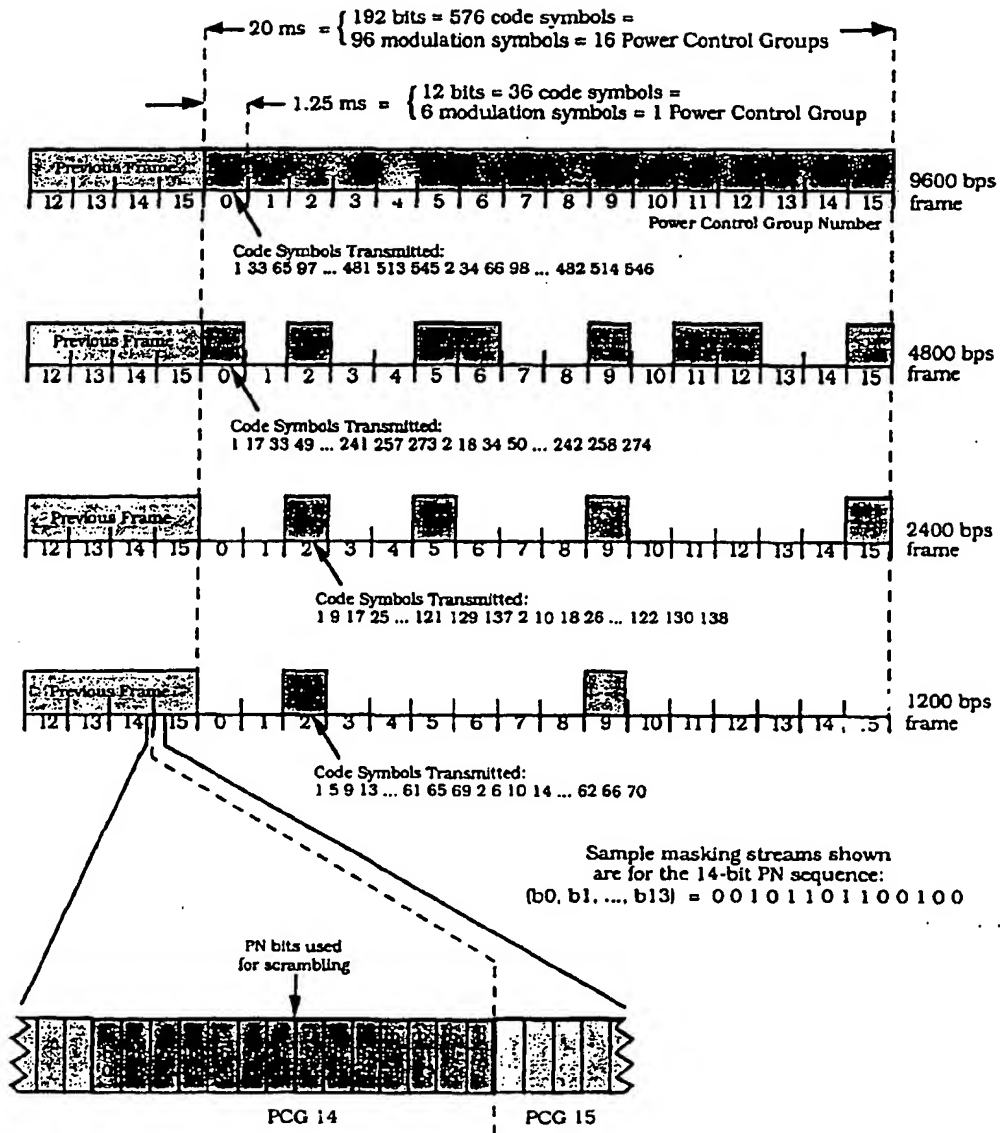 20 ms = { 192 bits = 576 code symbols =
96 modulation symbols = 16 Power Control Groups
1.25 ms = { 12 bits = 36 code symbols =
6 modulation symbols = 1 Power Control Group
Previous Frame
9600 bps
frame
12 13 14 15 0 1 2 3 4 5 6 7 8 9 10 11 12 13 14 15
Power Control Group Number
Code Symbols Transmitted:
1 33 65 97 ... 481 513 545 2 34 66 98 ... 482 514 546
Previous Frame
4800 bps
frame
12 13 14 15 0 1 2 3 4 5 6 7 8 9 10 11 12 13 14 15
Code Symbols Transmitted:
1 17 33 49 ... 241 257 273 2 18 34 50 ... 242 258 274
Previous Frame
2400 bps
frame
12 13 14 15 0 1 2 3 4 5 6 7 8 9 10 11 12 13 14 15
Code Symbols Transmitted:
1 9 17 25 ... 121 129 137 2 10 18 26 ... 122 130 138
Previous Frame
1200 bps
frame
12 13 14 15 0 1 2 3 4 5 6 7 8 9 10 11 12 13 14 .5
Code Symbols Transmitted:
1 5 9 13 ... 61 65 69 2 6 10 14 ... 62 66 70
Sample masking streams shown
are for the 14-bit PN sequence:
(b0, b1, ..., b13) = 0 0 1 0 1 1 0 1 1 0 0 1 0 0
PN bits used
for scrambling
PCG 14 PCG 15